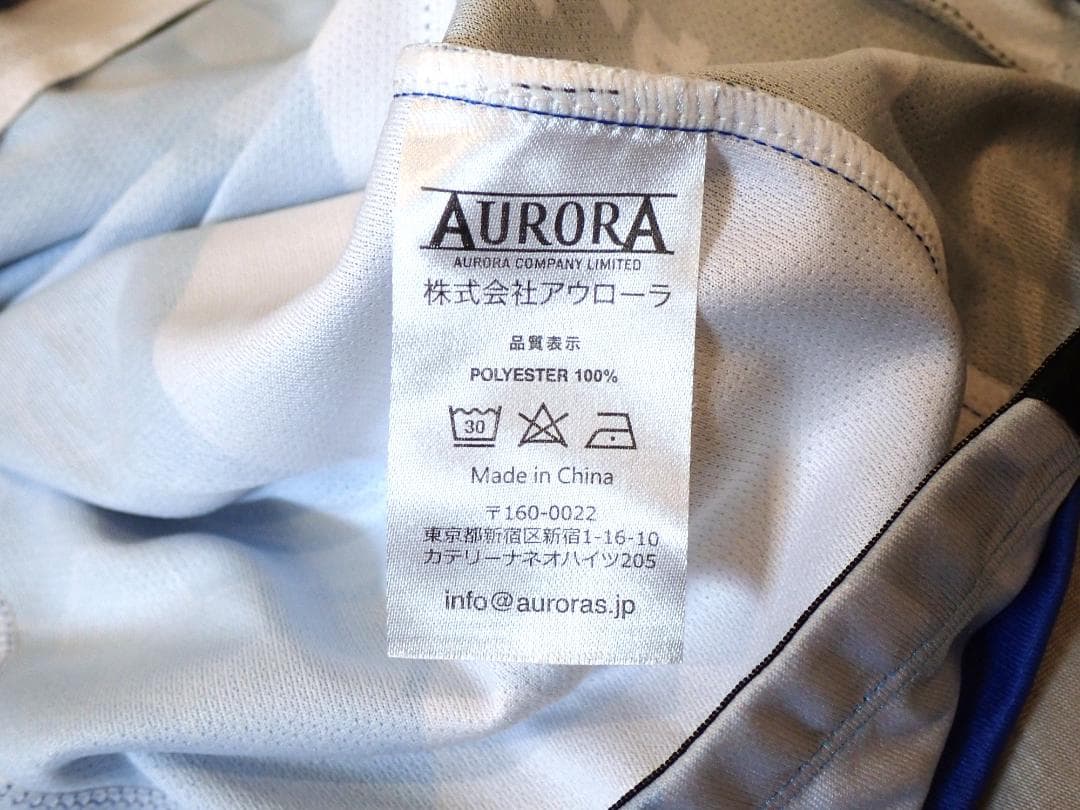 AURORA
AURORA COMPANY LIMITED
株式会社アウローラ
品質表示
POLYESTER 100%
30
Made in China
〒160-0022
東京都新宿区新宿1-16-10
カテリーナネオハイツ205
info@auroras.jp